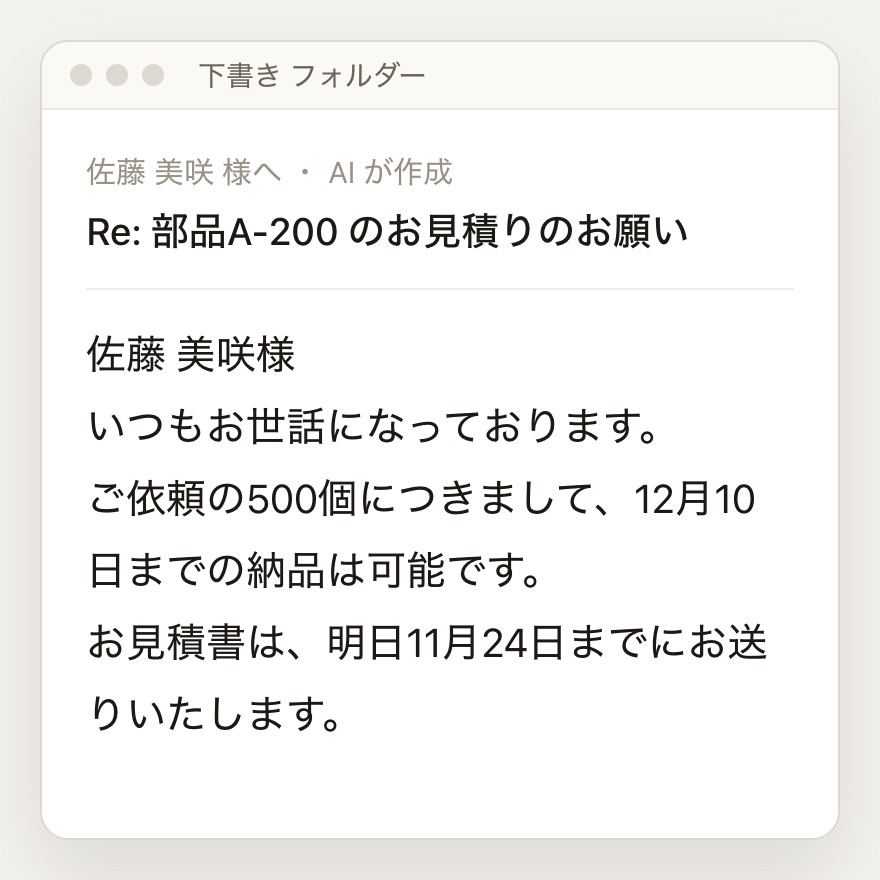 下書き フォルダー
佐藤 美咲 様へ ・ AI が作成
Re: 部品A-200 のお見積りのお願い
佐藤 美咲様
いつもお世話になっております。
ご依頼の500個につきまして、12月10
日までの納品は可能です。
お見積書は、明日11月24日までにお送
りいたします。